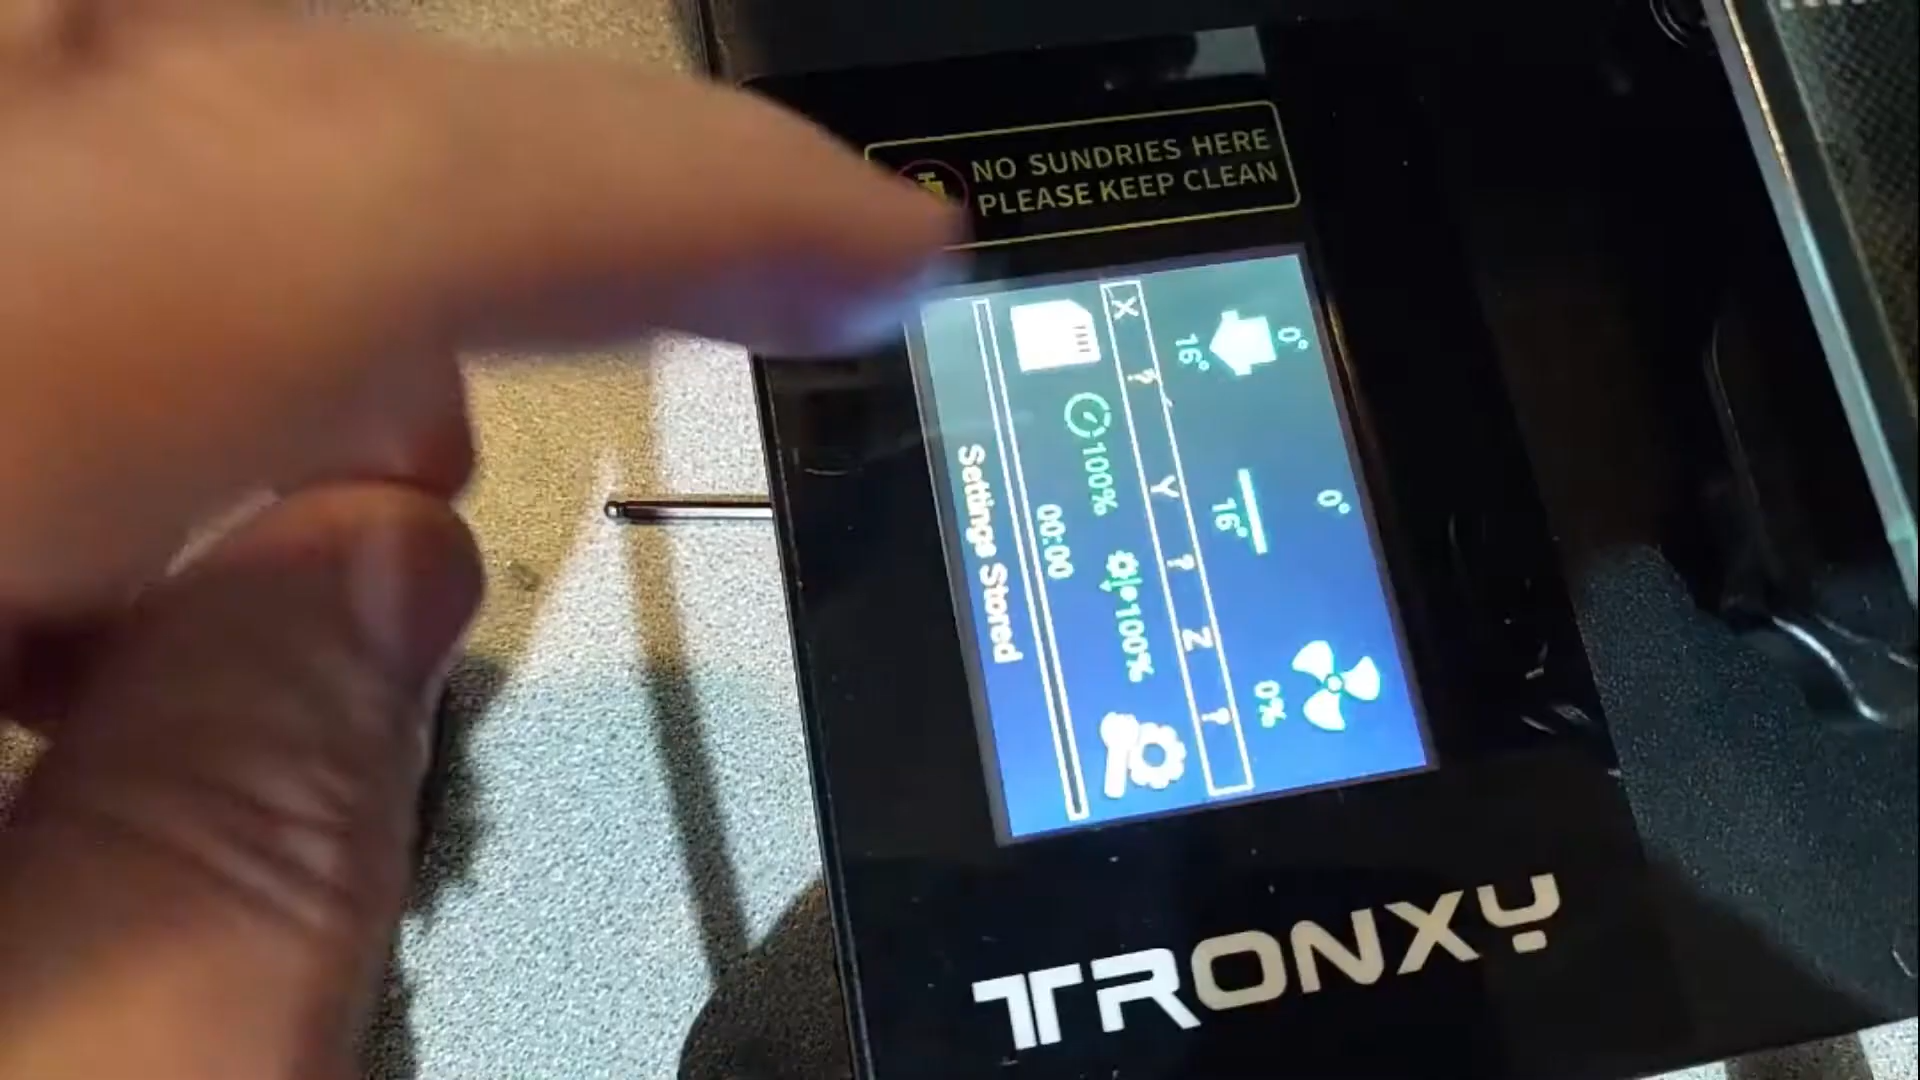 NO SUNDRIES HERE
PLEASE KEEP CLEAN
0° 0°
16° 16° 0%
X ? Y ? Z ?
100% 100%
00:00
Settings Stored
TRONXY